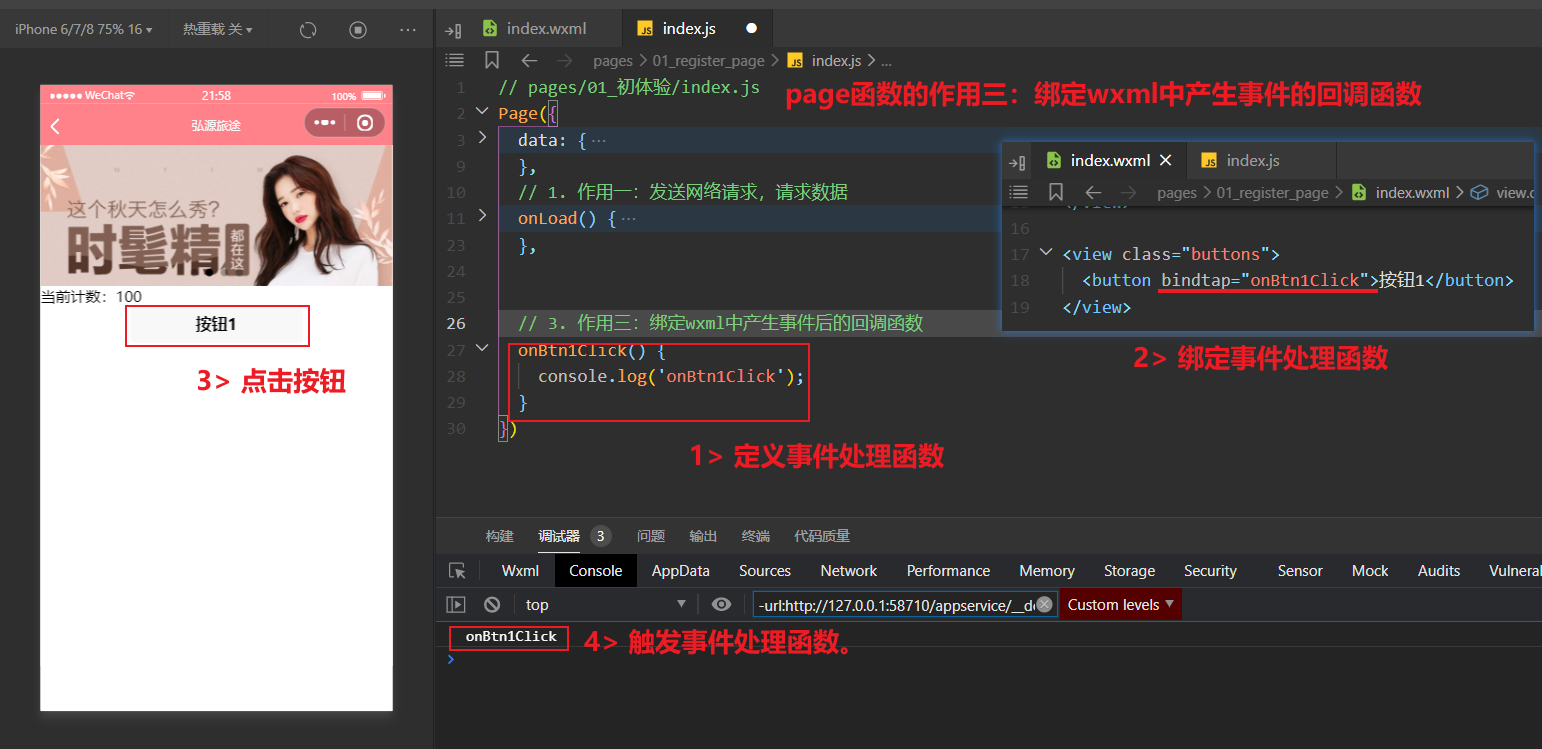 iPhone 6/7/8 75% 16 热重载 关
WeChat 21:58 100%
弘源旅途
这个秋天怎么秀?
时髦精 都在这
当前计数：100
按钮1
3> 点击按钮
index.wxml index.js
pages 01_register_page index.js ...
page函数的作用三：绑定wxml中产生事件的回调函数
1 // pages/01_初体验/index.js
2 Page({
3 data: { ...
9 },
10 // 1. 作用一：发送网络请求，请求数据
11 onLoad() { ...
23 },
24
25
26 // 3. 作用三：绑定wxml中产生事件后的回调函数
27 onBtn1Click() {
28 console.log('onBtn1Click');
29 }
30 })
1> 定义事件处理函数
index.wxml index.js
pages 01_register_page index.wxml view.
16
17 <view class="buttons">
18 <button bindtap="onBtn1Click">按钮1</button>
19 </view>
2> 绑定事件处理函数
构建 调试器 3 问题 输出 终端 代码质量
Wxml Console AppData Sources Network Performance Memory Storage Security Sensor Mock Audits Vulnera
top -url:http://127.0.0.1:58710/appservice/__d Custom levels
onBtn1Click
4> 触发事件处理函数。